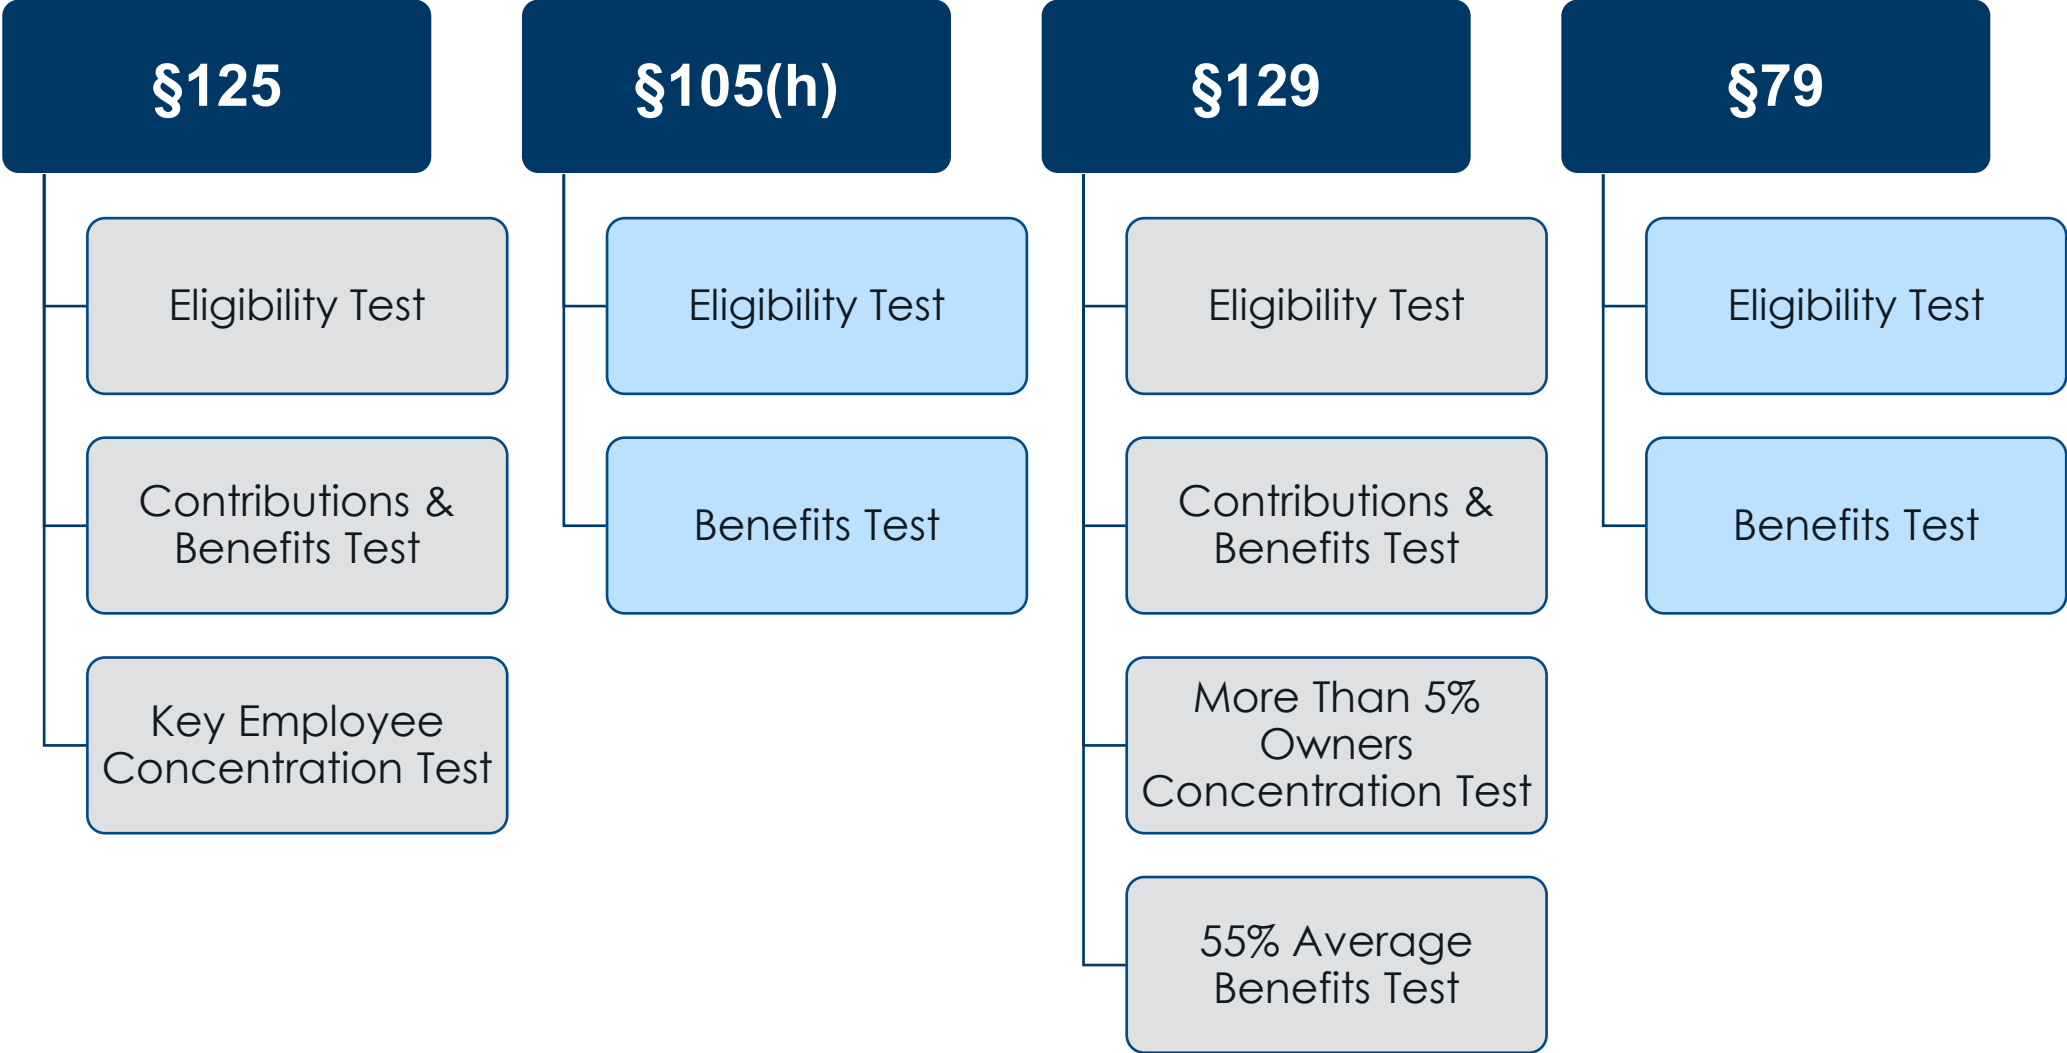 §125
Eligibility Test
Contributions &
Benefits Test
Key Employee
Concentration Test
§105(h)
Eligibility Test
Benefits Test
§129
Eligibility Test
Contributions &
Benefits Test
More Than 5%
Owners
Concentration Test
55% Average
Benefits Test
§79
Eligibility Test
Benefits Test